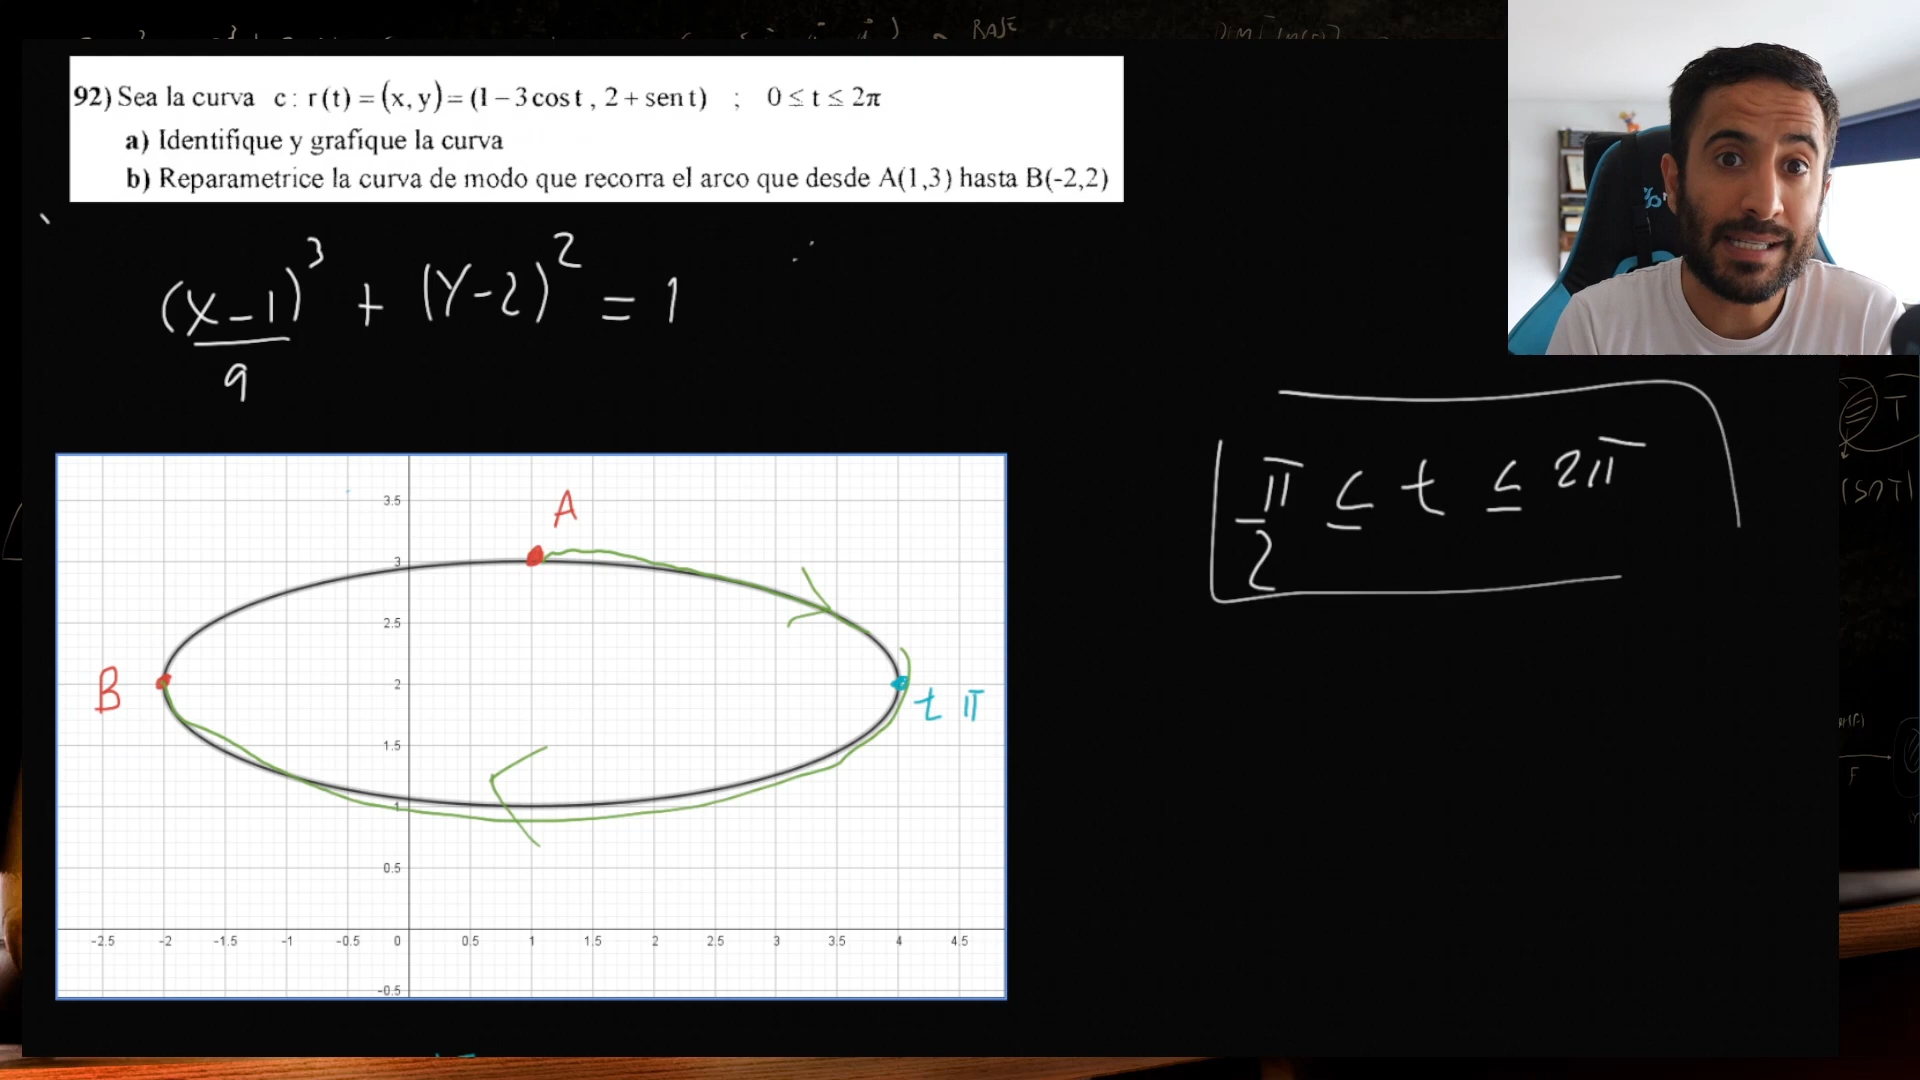 BASE
92) Sea la curva c : r(t) = (x, y) = (1 – 3cos t , 2 + sen t) ; 0 ≤ t ≤ 2π
a) Identifique y grafique la curva
b) Reparametrice la curva de modo que recorra el arco que desde A(1,3) hasta B(-2,2)
(x-1)³/9 + (Y-2)² = 1
π/2 ≤ t ≤ 2π
A
B
t π
3.5
3
2.5
2
1.5
1
0.5
-2.5 -2 -1.5 -1 -0.5 0 0.5 1 1.5 2 2.5 3 3.5 4 4.5
-0.5
T
F